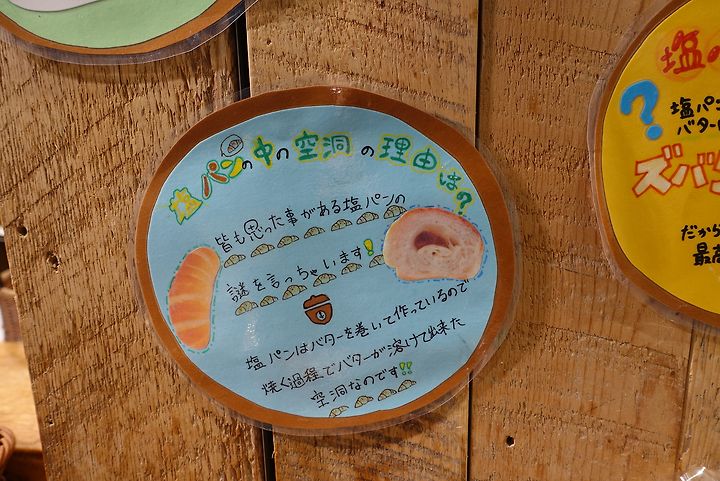 塩パンの中の空洞の理由は?
皆も思った事がある塩パンの
謎を言っちゃいます!
塩パンはバターを巻いて作っているので
焼く過程でバターが溶けて出来た
空洞なのです!!
塩の
?
塩パン
バター
ズバ
だから
最高